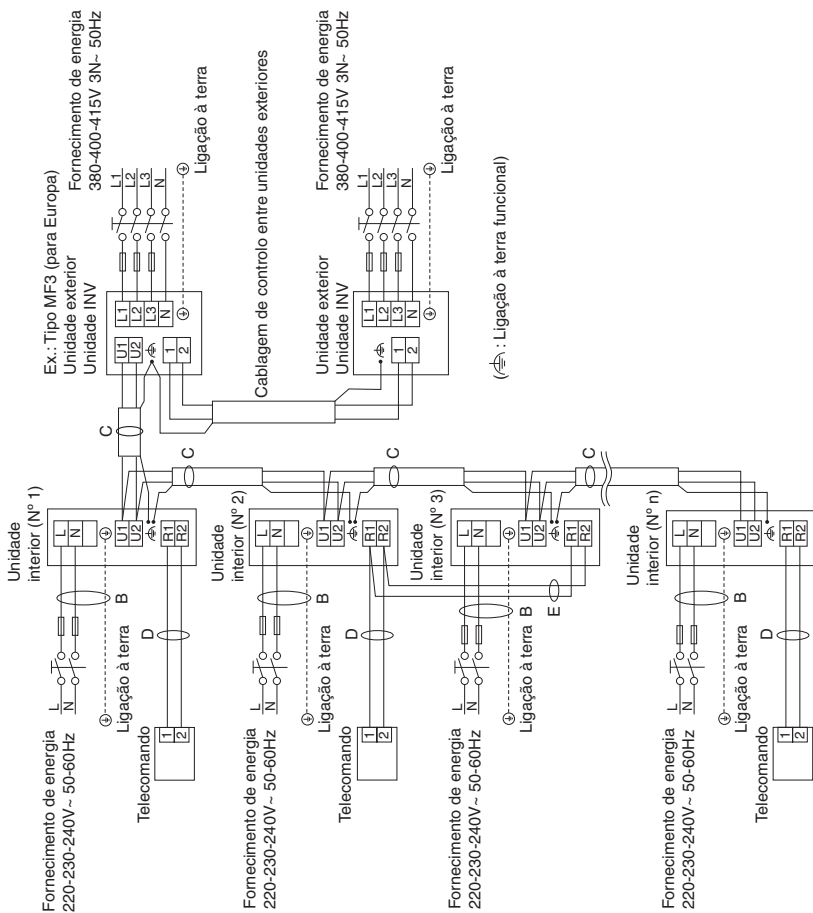 Ex.: Tipo MF3 (para Europa)
Unidade exterior
Unidade INV
Fornecimento de energia
380-400-415V 3N~ 50Hz
L1
L2
L3
N
L1
L2
L3
N
Ligação à terra
U1
U2
1
2
Cablagem de controlo entre unidades exteriores
Unidade exterior
Unidade INV
Fornecimento de energia
380-400-415V 3N~ 50Hz
L1
L2
L3
N
L1
L2
L3
N
Ligação à terra
1
2
( : Ligação à terra funcional)
C
Unidade
interior (Nº 1)
Fornecimento de energia
220-230-240V~ 50-60Hz
L
N
B
L
N
Ligação à terra
U1
U2
R1
R2
D
Telecomando
1
2
C
Unidade
interior (Nº 2)
Fornecimento de energia
220-230-240V~ 50-60Hz
L
N
B
L
N
Ligação à terra
U1
U2
R1
R2
D
Telecomando
1
2
C
Unidade
interior (Nº 3)
Fornecimento de energia
220-230-240V~ 50-60Hz
L
N
B
L
N
Ligação à terra
U1
U2
R1
R2
E
C
Unidade
interior (Nº n)
Fornecimento de energia
220-230-240V~ 50-60Hz
L
N
B
L
N
Ligação à terra
U1
U2
R1
R2
D
Telecomando
1
2